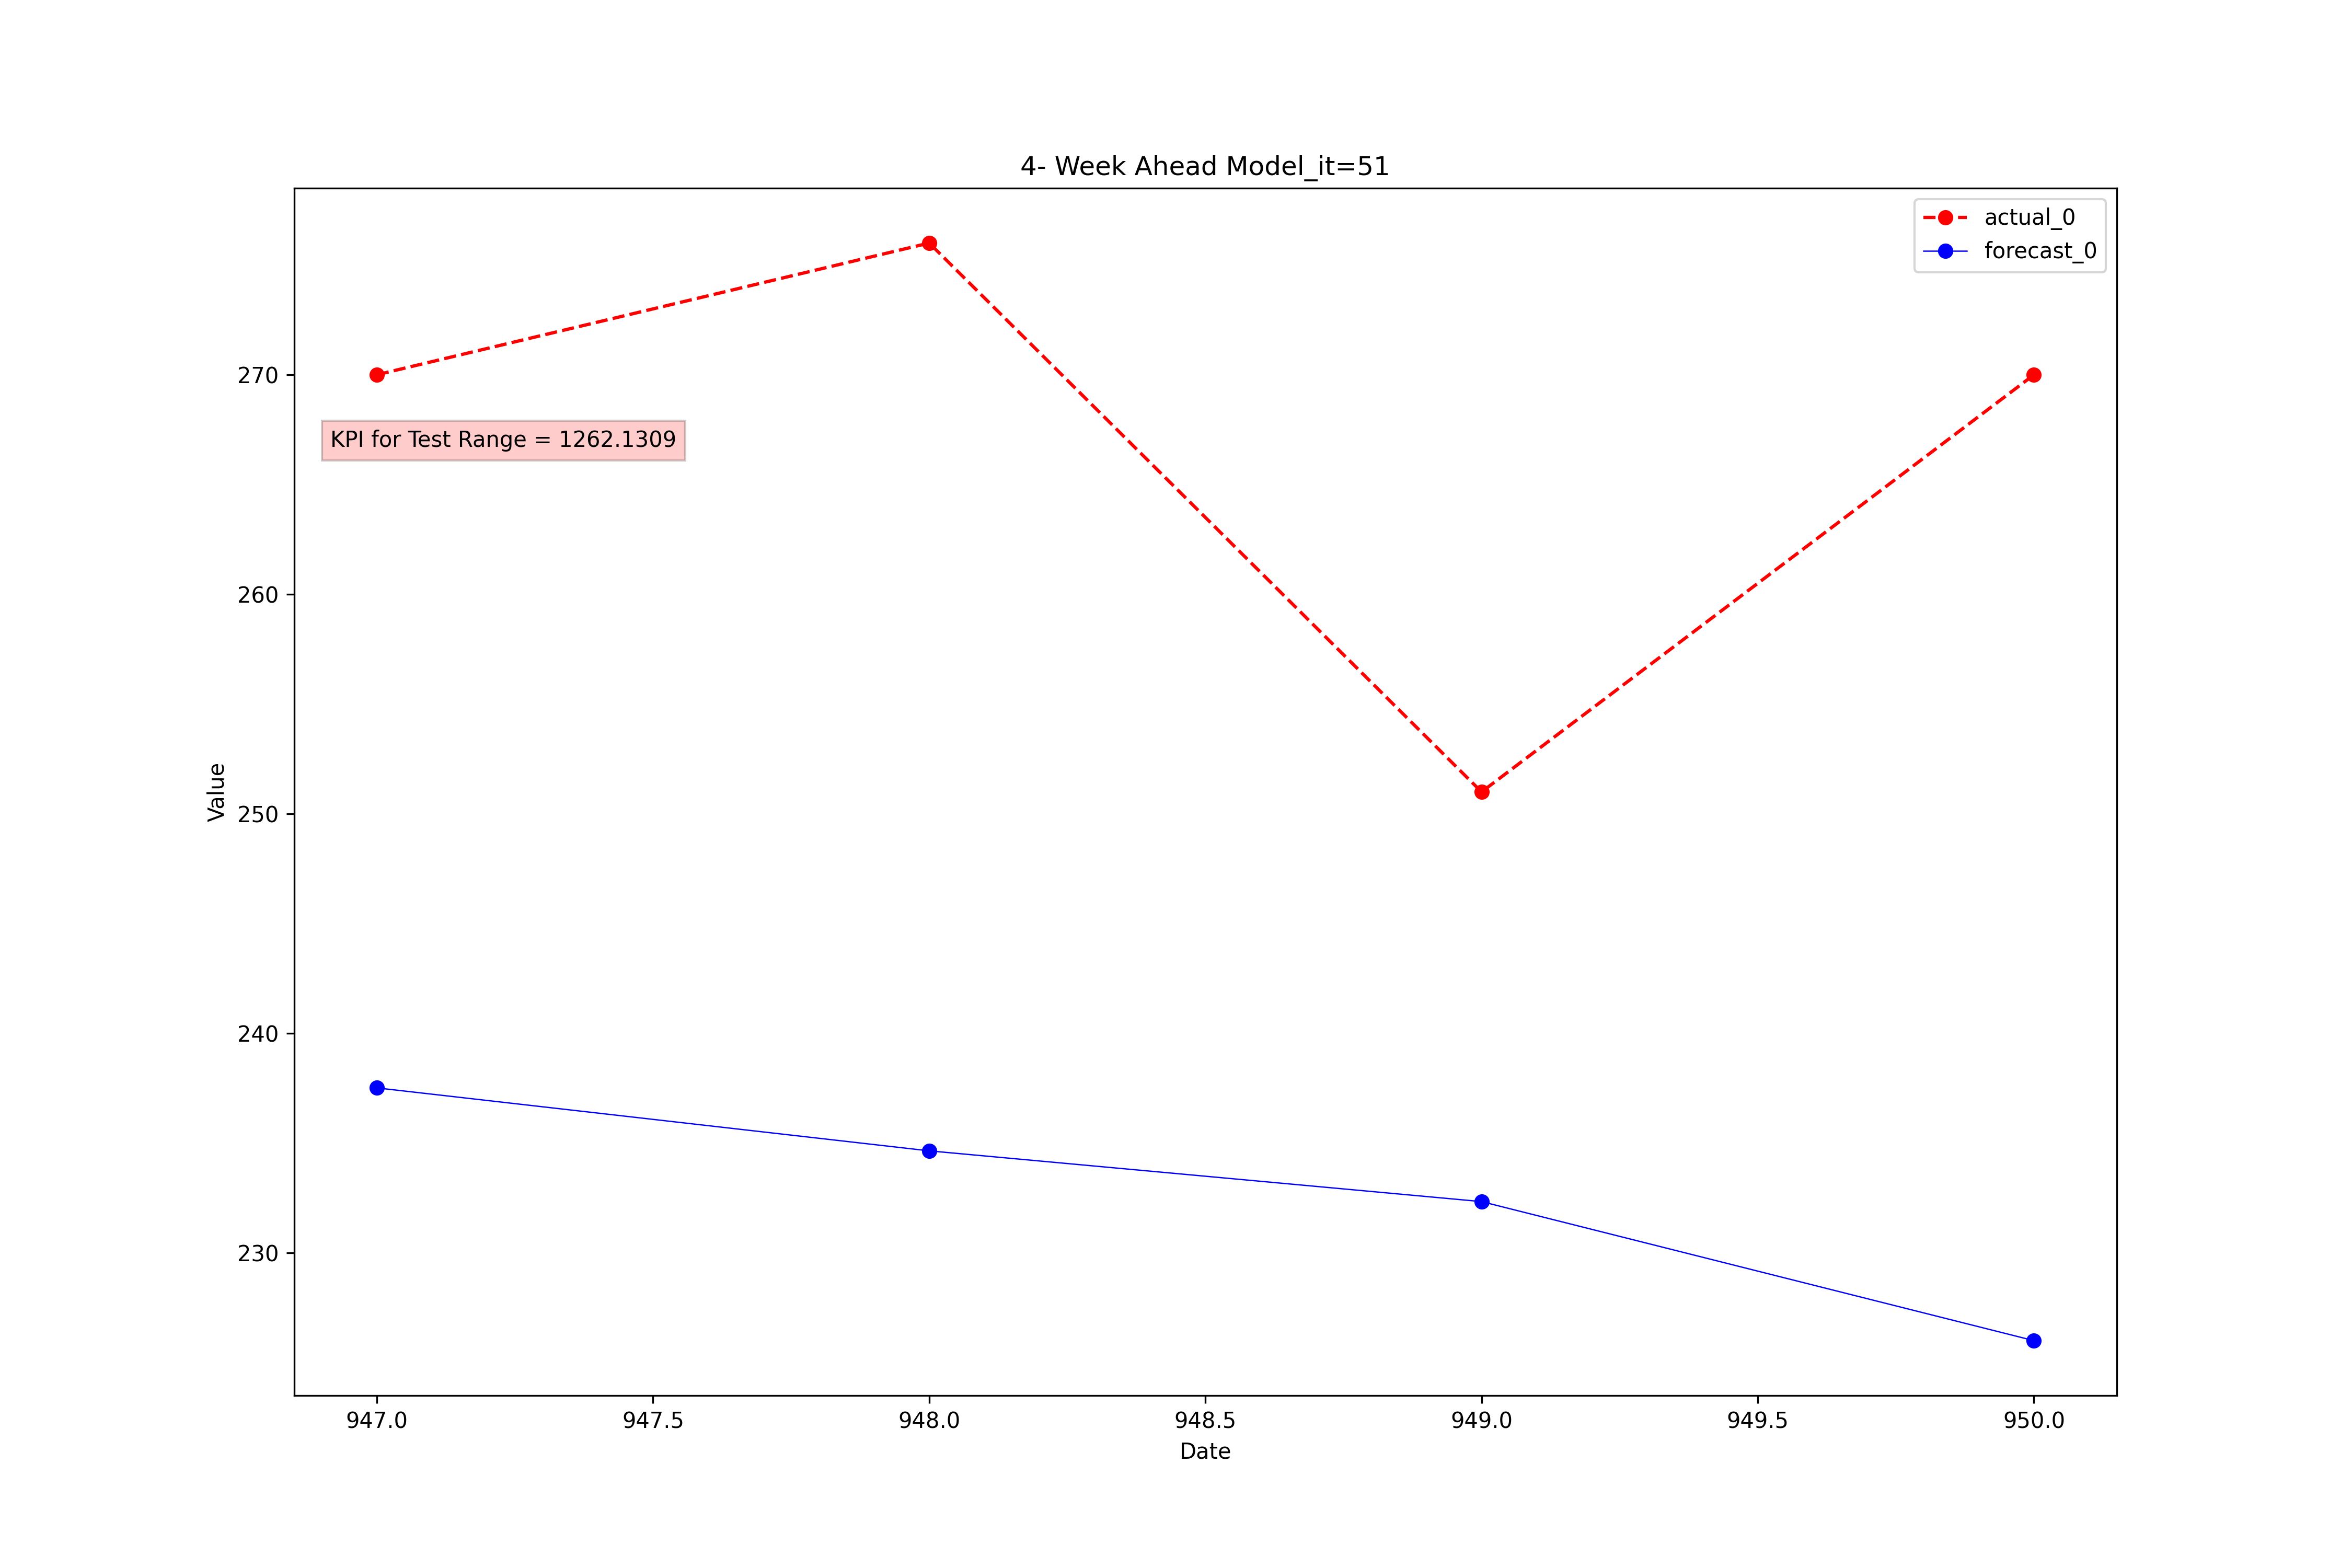 4- Week Ahead Model_it=51
actual_0
forecast_0
KPI for Test Range = 1262.1309
270
260
250
240
230
Value
947.0 947.5 948.0 948.5 949.0 949.5 950.0
Date